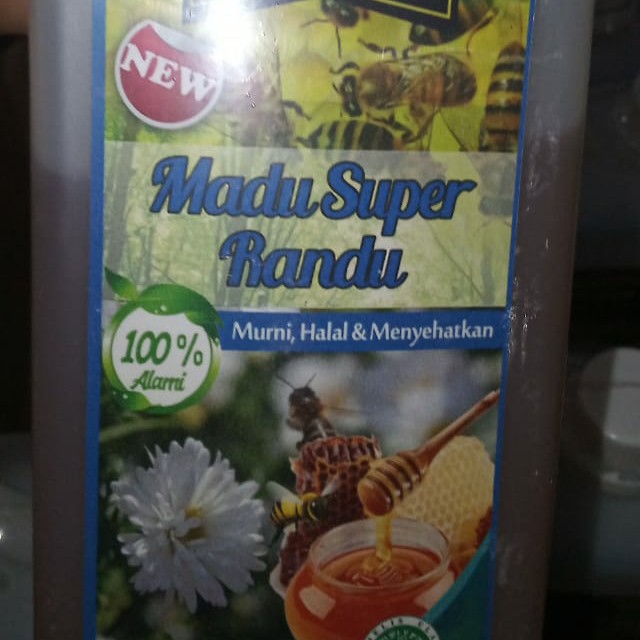 NEW
Madu Super
Randu
Murni, Halal & Menyehatkan
100%
Alami